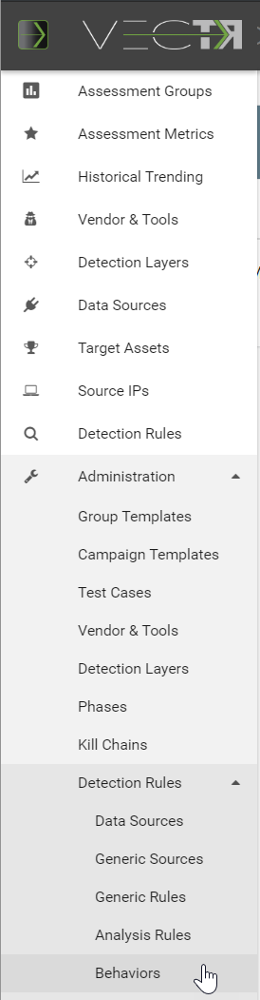 VECTR
Assessment Groups
Assessment Metrics
Historical Trending
Vendor & Tools
Detection Layers
Data Sources
Target Assets
Source IPs
Detection Rules
Administration
Group Templates
Campaign Templates
Test Cases
Vendor & Tools
Detection Layers
Phases
Kill Chains
Detection Rules
Data Sources
Generic Sources
Generic Rules
Analysis Rules
Behaviors